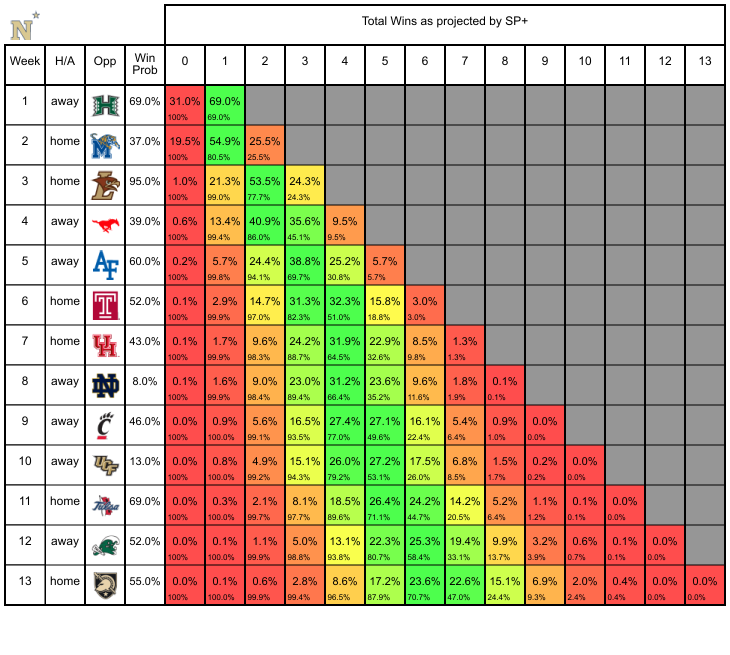 N
Total Wins as projected by SP+
Week H/A Opp Win Prob 0 1 2 3 4 5 6 7 8 9 10 11 12 13
1 away H 69.0% 31.0% 69.0%
100% 69.0%
2 home M 37.0% 19.5% 54.9% 25.5%
100% 80.5% 25.5%
3 home L 95.0% 1.0% 21.3% 53.5% 24.3%
100% 99.0% 77.7% 24.3%
4 away 39.0% 0.6% 13.4% 40.9% 35.6% 9.5%
100% 99.4% 86.0% 45.1% 9.5%
5 away AF 60.0% 0.2% 5.7% 24.4% 38.8% 25.2% 5.7%
100% 99.8% 94.1% 69.7% 30.8% 5.7%
6 home T 52.0% 0.1% 2.9% 14.7% 31.3% 32.3% 15.8% 3.0%
100% 99.9% 97.0% 82.3% 51.0% 18.8% 3.0%
7 home UH 43.0% 0.1% 1.7% 9.6% 24.2% 31.9% 22.9% 8.5% 1.3%
100% 99.9% 98.3% 88.7% 64.5% 32.6% 9.8% 1.3%
8 away ND 8.0% 0.1% 1.6% 9.0% 23.0% 31.2% 23.6% 9.6% 1.8% 0.1%
100% 99.9% 98.4% 89.4% 66.4% 35.2% 11.6% 1.9% 0.1%
9 away C 46.0% 0.0% 0.9% 5.6% 16.5% 27.4% 27.1% 16.1% 5.4% 0.9% 0.0%
100% 100.0% 99.1% 93.5% 77.0% 49.6% 22.4% 6.4% 1.0% 0.0%
10 away UCF 13.0% 0.0% 0.8% 4.9% 15.1% 26.0% 27.2% 17.5% 6.8% 1.5% 0.2% 0.0%
100% 100.0% 99.2% 94.3% 79.2% 53.1% 26.0% 8.5% 1.7% 0.2% 0.0%
11 home Tulsa 69.0% 0.0% 0.3% 2.1% 8.1% 18.5% 26.4% 24.2% 14.2% 5.2% 1.1% 0.1% 0.0%
100% 100.0% 99.7% 97.7% 89.6% 71.1% 44.7% 20.5% 6.4% 1.2% 0.1% 0.0%
12 away 52.0% 0.0% 0.1% 1.1% 5.0% 13.1% 22.3% 25.3% 19.4% 9.9% 3.2% 0.6% 0.1% 0.0%
100% 100.0% 99.9% 98.8% 93.8% 80.7% 58.4% 33.1% 13.7% 3.9% 0.7% 0.1% 0.0%
13 home 55.0% 0.0% 0.1% 0.6% 2.8% 8.6% 17.2% 23.6% 22.6% 15.1% 6.9% 2.0% 0.4% 0.0% 0.0%
100% 100.0% 99.9% 99.4% 96.5% 87.9% 70.7% 47.0% 24.4% 9.3% 2.4% 0.4% 0.0% 0.0%